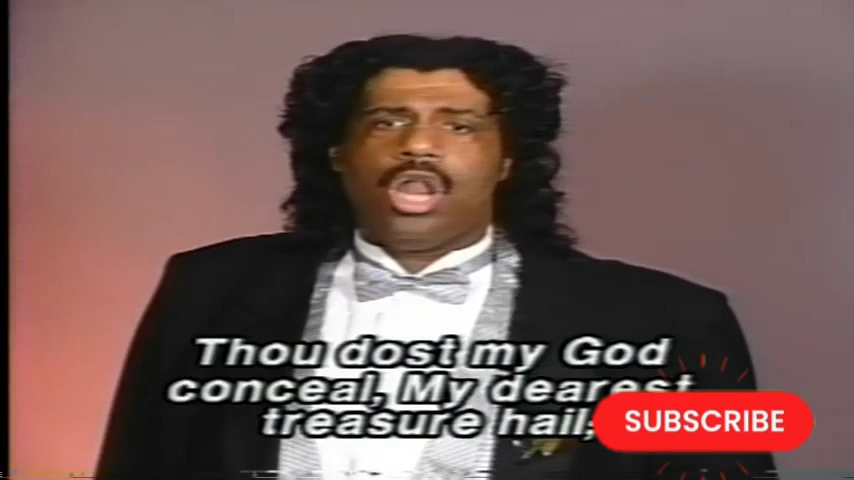 Thou dost my God
conceal, My dearest
treasure hail,
SUBSCRIBE